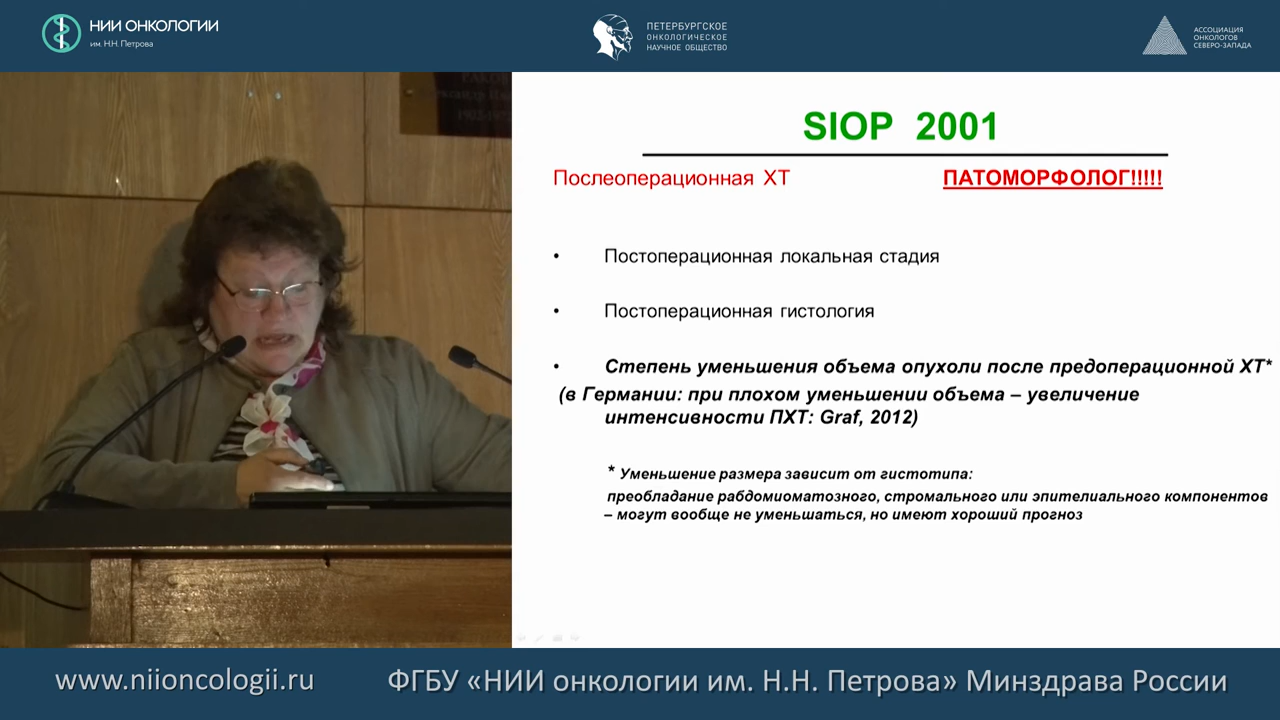 НИИ ОНКОЛОГИИ
им. Н.Н. Петрова
ПЕТЕРБУРГСКОЕ
ОНКОЛОГИЧЕСКОЕ
НАУЧНОЕ ОБЩЕСТВО
АССОЦИАЦИЯ
ОНКОЛОГОВ
СЕВЕРО-ЗАПАДА
SIOP 2001
Послеоперационная ХТ ПАТОМОРФОЛОГ!!!!!
• Постоперационная локальная стадия
• Постоперационная гистология
• Степень уменьшения объема опухоли после предоперационной ХТ*
(в Германии: при плохом уменьшении объема – увеличение
интенсивности ПХТ: Graf, 2012)
* Уменьшение размера зависит от гистотипа:
преобладание рабдомиоматозного, стромального или эпителиального компонентов
– могут вообще не уменьшаться, но имеют хороший прогноз
www.niioncologii.ru
ФГБУ «НИИ онкологии им. Н.Н. Петрова» Минздрава России